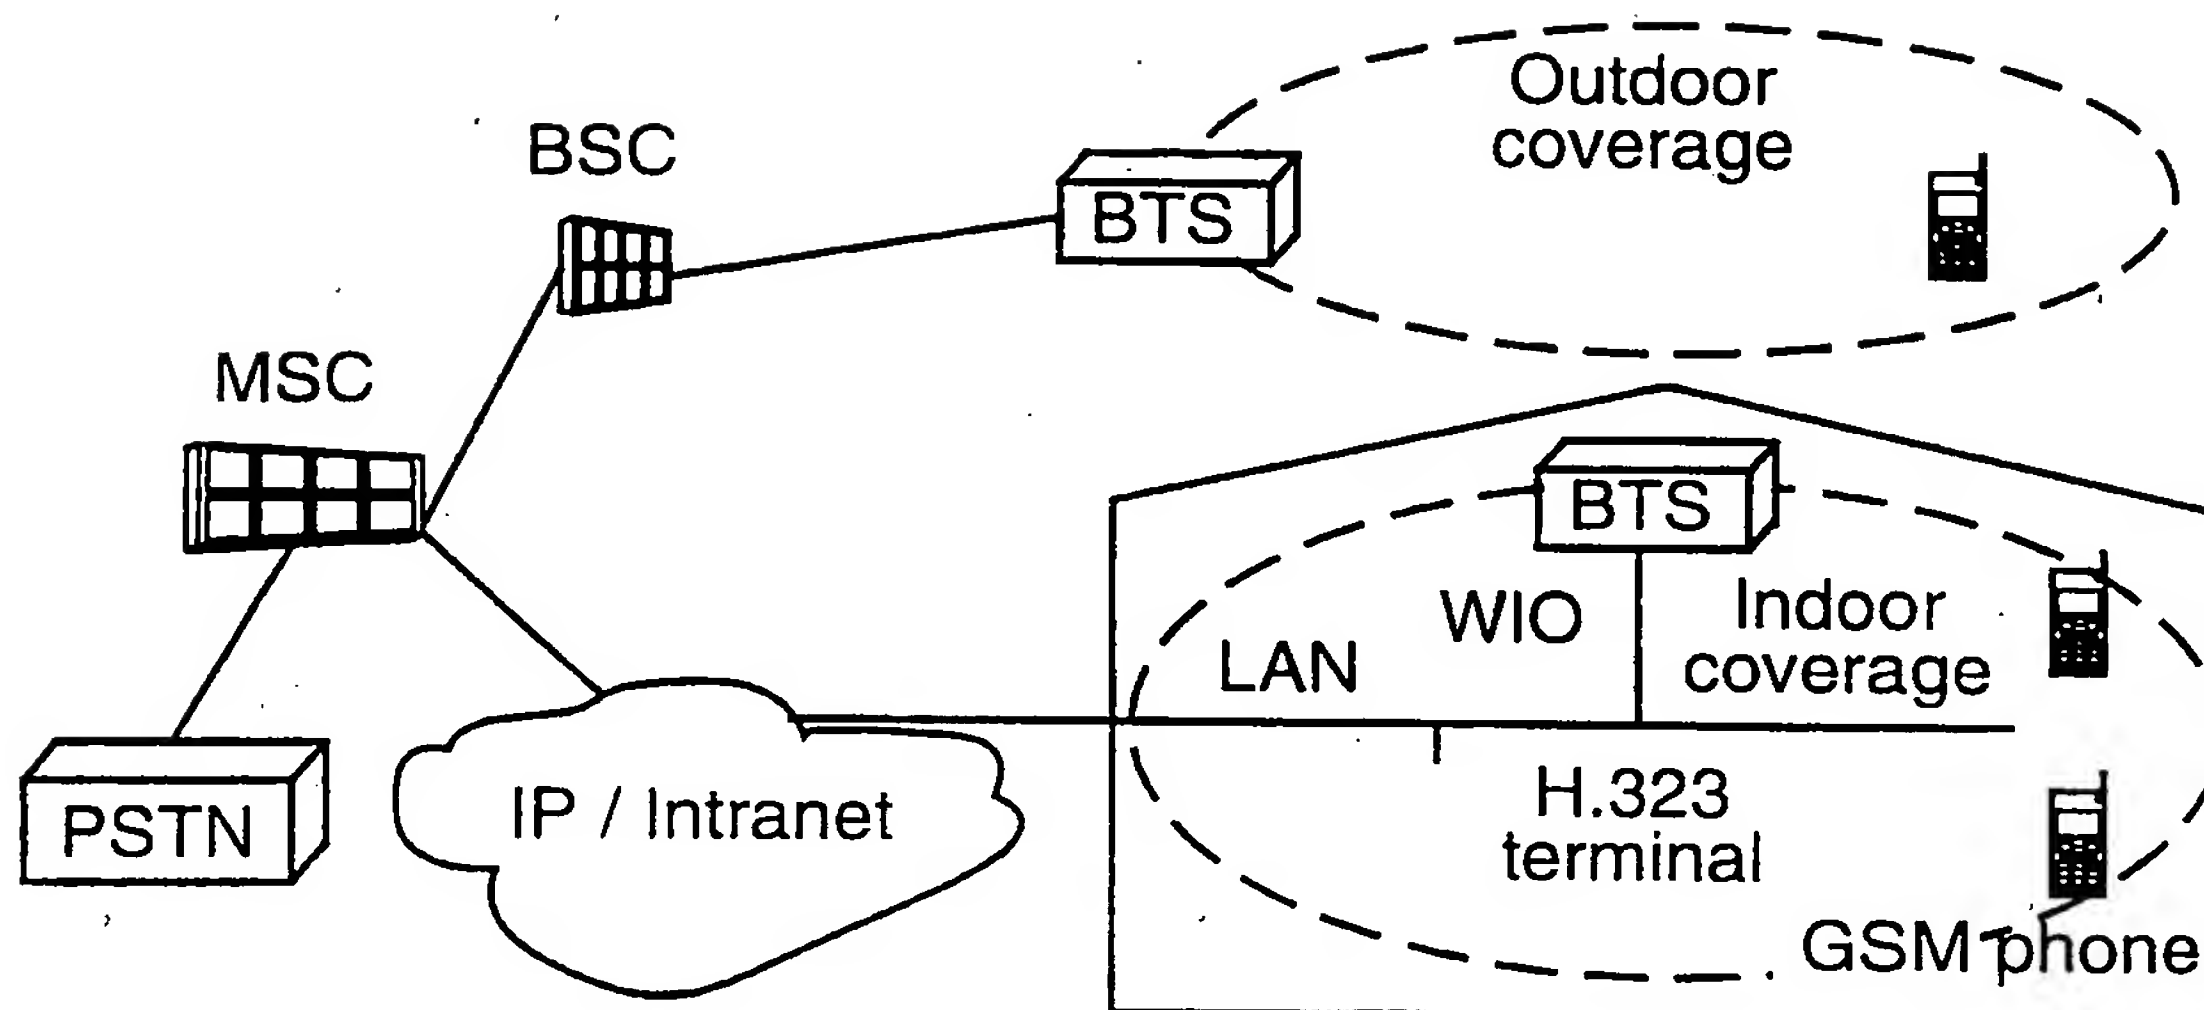 Outdoor
coverage
BSC
BTS
MSC
BTS
WIO
Indoor
coverage
LAN
PSTN
IP / Intranet
H.323
terminal
GSM phone